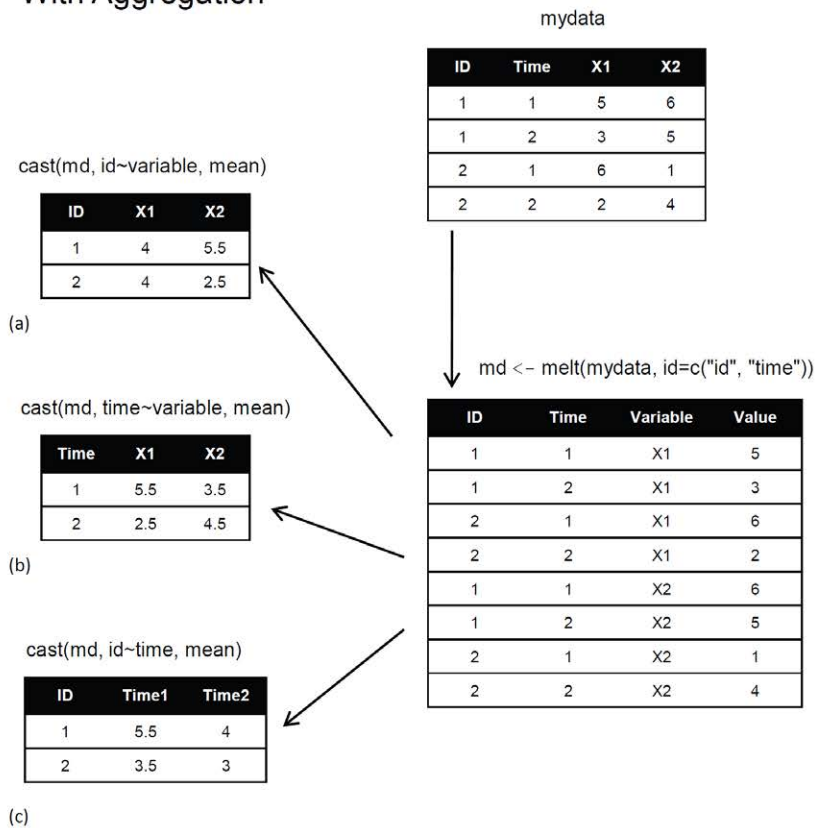 With Aggregation
mydata
ID Time X1 X2
1 1 5 6
1 2 3 5
2 1 6 1
2 2 2 4
cast(md, id~variable, mean)
ID X1 X2
1 4 5.5
2 4 2.5
(a)
md <- melt(mydata, id=c("id", "time"))
ID Time Variable Value
1 1 X1 5
1 2 X1 3
2 1 X1 6
2 2 X1 2
1 1 X2 6
1 2 X2 5
2 1 X2 1
2 2 X2 4
cast(md, time~variable, mean)
Time X1 X2
1 5.5 3.5
2 2.5 4.5
(b)
cast(md, id~time, mean)
ID Time1 Time2
1 5.5 4
2 3.5 3
(c)